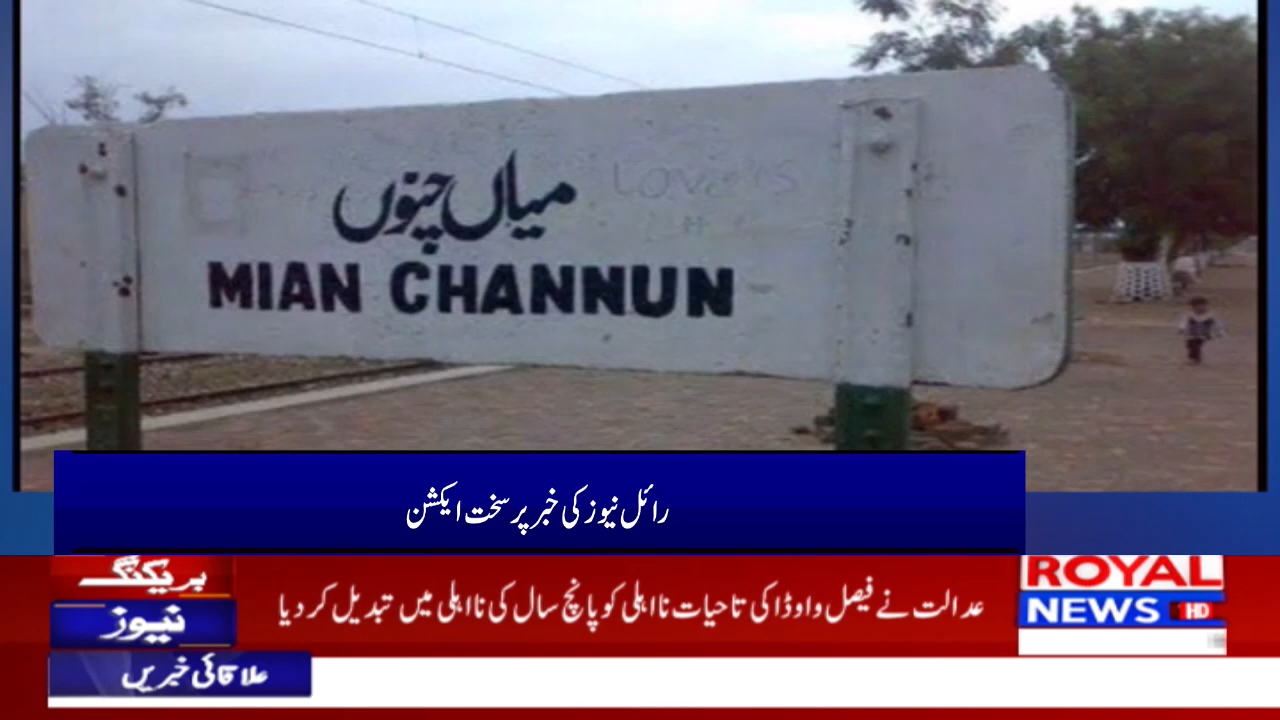 میاں چنوں
Lovers
MIAN CHANNUN
رائل نیوز کی خبر پر سخت ایکشن
بریکنگ
نیوز
عدالت نے فیصل واوڈا کی تاحیات نااہلی کو پانچ سال کی نااہلی میں تبدیل کر دیا
ROYAL
NEWS HD
علاقائی خبریں